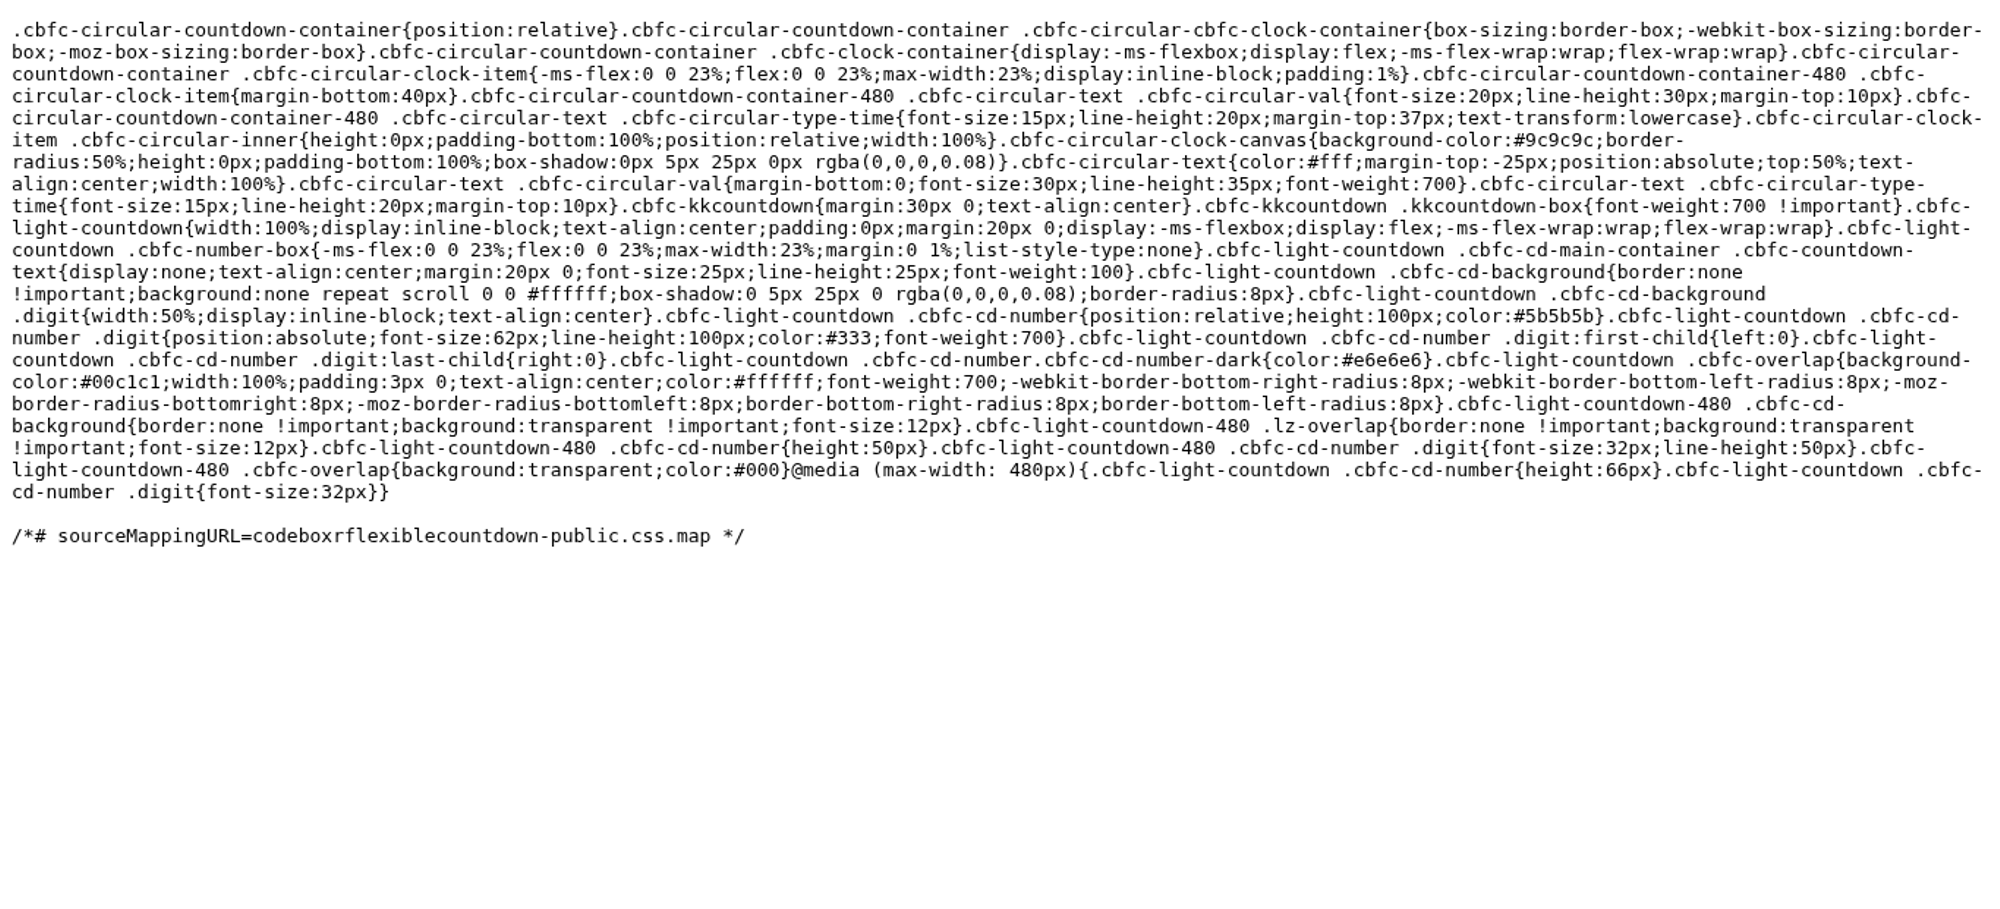 .cbfc-circular-countdown-container{position:relative}.cbfc-circular-countdown-container .cbfc-circular-cbfc-clock-container{box-sizing:border-box;-webkit-box-sizing:border-
box;-moz-box-sizing:border-box}.cbfc-circular-countdown-container .cbfc-clock-container{display:-ms-flexbox;display:flex;-ms-flex-wrap:wrap;flex-wrap:wrap}.cbfc-circular-
countdown-container .cbfc-circular-clock-item{-ms-flex:0 0 23%;flex:0 0 23%;max-width:23%;display:inline-block;padding:1%}.cbfc-circular-countdown-container-480 .cbfc-
circular-clock-item{margin-bottom:40px}.cbfc-circular-countdown-container-480 .cbfc-circular-text .cbfc-circular-val{font-size:20px;line-height:30px;margin-top:10px}.cbfc-
circular-countdown-container-480 .cbfc-circular-text .cbfc-circular-type-time{font-size:15px;line-height:20px;margin-top:37px;text-transform:lowercase}.cbfc-circular-clock-
item .cbfc-circular-inner{height:0px;padding-bottom:100%;position:relative;width:100%}.cbfc-circular-clock-canvas{background-color:#9c9c9c;border-
radius:50%;height:0px;padding-bottom:100%;box-shadow:0px 5px 25px 0px rgba(0,0,0,0.08)}.cbfc-circular-text{color:#fff;margin-top:-25px;position:absolute;top:50%;text-
align:center;width:100%}.cbfc-circular-text .cbfc-circular-val{margin-bottom:0;font-size:30px;line-height:35px;font-weight:700}.cbfc-circular-text .cbfc-circular-type-
time{font-size:15px;line-height:20px;margin-top:10px}.cbfc-kkcountdown{margin:30px 0;text-align:center}.cbfc-kkcountdown .kkcountdown-box{font-weight:700 !important}.cbfc-
light-countdown{width:100%;display:inline-block;text-align:center;padding:0px;margin:20px 0;display:-ms-flexbox;display:flex;-ms-flex-wrap:wrap;flex-wrap:wrap}.cbfc-light-
countdown .cbfc-number-box{-ms-flex:0 0 23%;flex:0 0 23%;max-width:23%;margin:0 1%;list-style-type:none}.cbfc-light-countdown .cbfc-cd-main-container .cbfc-countdown-
text{display:none;text-align:center;margin:20px 0;font-size:25px;line-height:25px;font-weight:100}.cbfc-light-countdown .cbfc-cd-background{border:none
!important;background:none repeat scroll 0 0 #ffffff;box-shadow:0 5px 25px 0 rgba(0,0,0,0.08);border-radius:8px}.cbfc-light-countdown .cbfc-cd-background
.digit{width:50%;display:inline-block;text-align:center}.cbfc-light-countdown .cbfc-cd-number{position:relative;height:100px;color:#5b5b5b}.cbfc-light-countdown .cbfc-cd-
number .digit{position:absolute;font-size:62px;line-height:100px;color:#333;font-weight:700}.cbfc-light-countdown .cbfc-cd-number .digit:first-child{left:0}.cbfc-light-
countdown .cbfc-cd-number .digit:last-child{right:0}.cbfc-light-countdown .cbfc-cd-number.cbfc-cd-number-dark{color:#e6e6e6}.cbfc-light-countdown .cbfc-overlap{background-
color:#00c1c1;width:100%;padding:3px 0;text-align:center;color:#ffffff;font-weight:700;-webkit-border-bottom-right-radius:8px;-webkit-border-bottom-left-radius:8px;-moz-
border-radius-bottomright:8px;-moz-border-radius-bottomleft:8px;border-bottom-right-radius:8px;border-bottom-left-radius:8px}.cbfc-light-countdown-480 .cbfc-cd-
background{border:none !important;background:transparent !important;font-size:12px}.cbfc-light-countdown-480 .lz-overlap{border:none !important;background:transparent
!important;font-size:12px}.cbfc-light-countdown-480 .cbfc-cd-number{height:50px}.cbfc-light-countdown-480 .cbfc-cd-number .digit{font-size:32px;line-height:50px}.cbfc-
light-countdown-480 .cbfc-overlap{background:transparent;color:#000}@media (max-width: 480px){.cbfc-light-countdown .cbfc-cd-number{height:66px}.cbfc-light-countdown .cbfc-
cd-number .digit{font-size:32px}}
/*# sourceMappingURL=codeboxrflexiblecountdown-public.css.map */